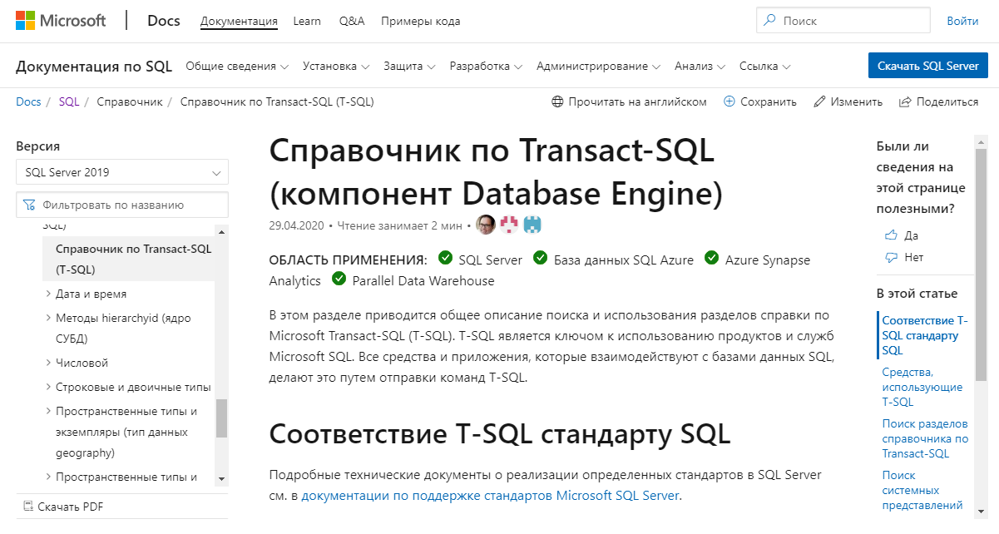 Microsoft Docs Документация Learn Q&A Примеры кода Поиск Войти
Документация по SQL Общие сведения Установка Защита Разработка Администрирование Анализ Ссылка Скачать SQL Server
Docs / SQL / Справочник / Справочник по Transact-SQL (T-SQL) Прочитать на английском Сохранить Изменить Поделиться
Версия
SQL Server 2019
Фильтровать по названию
SQL)
Справочник по Transact-SQL
(T-SQL)
Дата и время
Методы hierarchyid (ядро
СУБД)
Числовой
Строковые и двоичные типы
Пространственные типы и
экземпляры (тип данных
geography)
Пространственные типы и
Скачать PDF
Справочник по Transact-SQL
(компонент Database Engine)
29.04.2020 • Чтение занимает 2 мин •
ОБЛАСТЬ ПРИМЕНЕНИЯ: SQL Server База данных SQL Azure Azure Synapse
Analytics Parallel Data Warehouse
В этом разделе приводится общее описание поиска и использования разделов справки по
Microsoft Transact-SQL (T-SQL). T-SQL является ключом к использованию продуктов и служб
Microsoft SQL. Все средства и приложения, которые взаимодействуют с базами данных SQL,
делают это путем отправки команд T-SQL.
Соответствие T-SQL стандарту SQL
Подробные технические документы о реализации определенных стандартов в SQL Server
см. в документации по поддержке стандартов Microsoft SQL Server.
Были ли
сведения на
этой странице
полезными?
Да
Нет
В этой статье
Соответствие T-
SQL стандарту
SQL
Средства,
использующие
T-SQL
Поиск разделов
справочника по
Transact-SQL
Поиск
системных
представлений